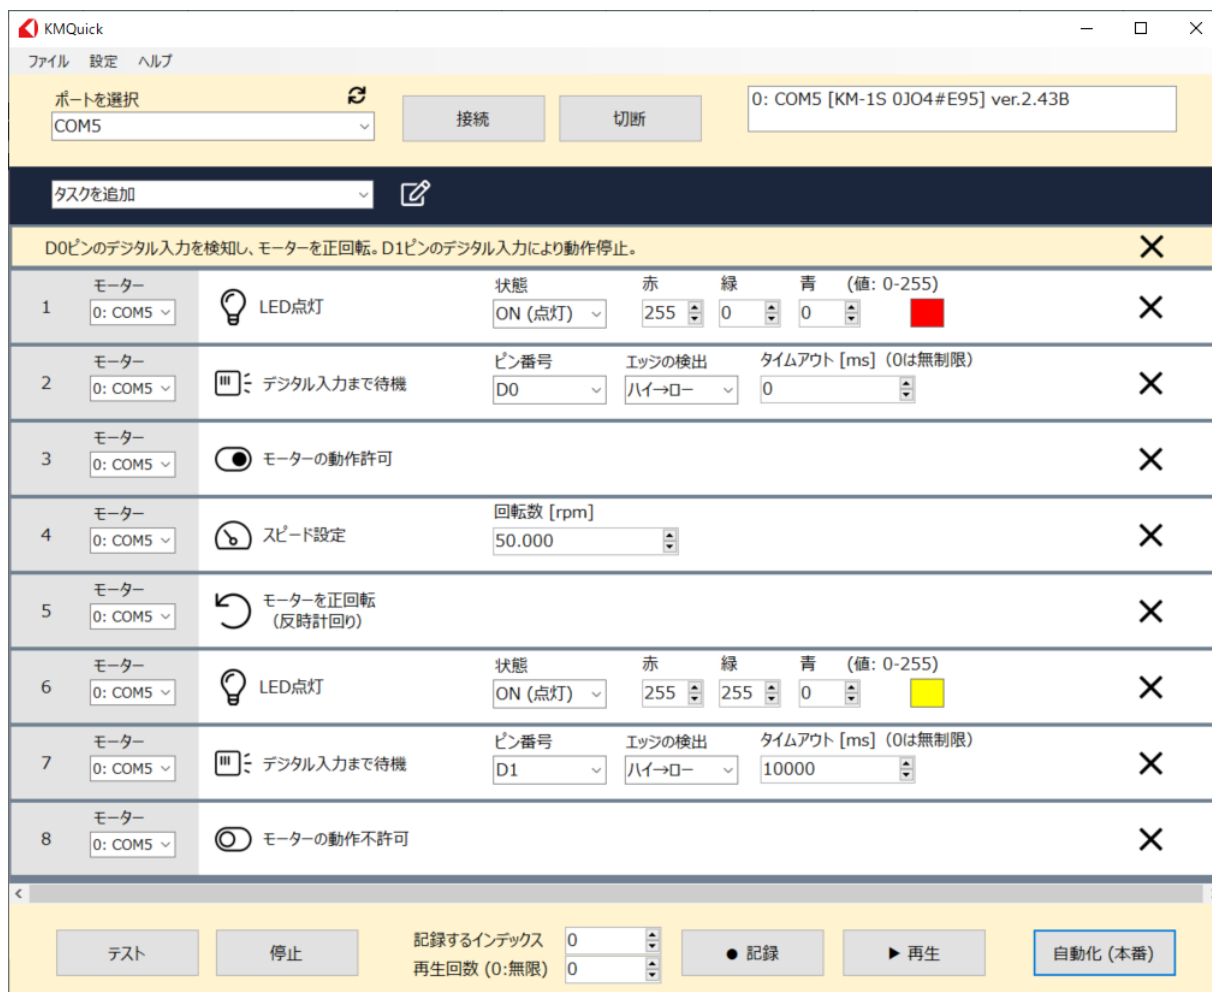 KMQuick
ファイル 設定 ヘルプ
ポートを選択
COM5
接続
切断
0: COM5 [KM-1S 0JO4#E95] ver.2.43B
タスクを追加
D0ピンのデジタル入力を検知し、モーターを正回転。D1ピンのデジタル入力により動作停止。
モーター 状態 赤 緑 青 (値: 0-255)
1 0: COM5 LED点灯 ON (点灯) 255 0 0
モーター ピン番号 エッジの検出 タイムアウト [ms]（0は無制限）
2 0: COM5 デジタル入力まで待機 D0 ハイ→ロー 0
モーター
3 0: COM5 モーターの動作許可
モーター 回転数 [rpm]
4 0: COM5 スピード設定 50.000
モーター
5 0: COM5 モーターを正回転
（反時計回り）
モーター 状態 赤 緑 青 (値: 0-255)
6 0: COM5 LED点灯 ON (点灯) 255 255 0
モーター ピン番号 エッジの検出 タイムアウト [ms]（0は無制限）
7 0: COM5 デジタル入力まで待機 D1 ハイ→ロー 10000
モーター
8 0: COM5 モーターの動作不許可
テスト
停止
記録するインデックス 0
再生回数 (0:無限) 0
● 記録
▶ 再生
自動化 (本番)